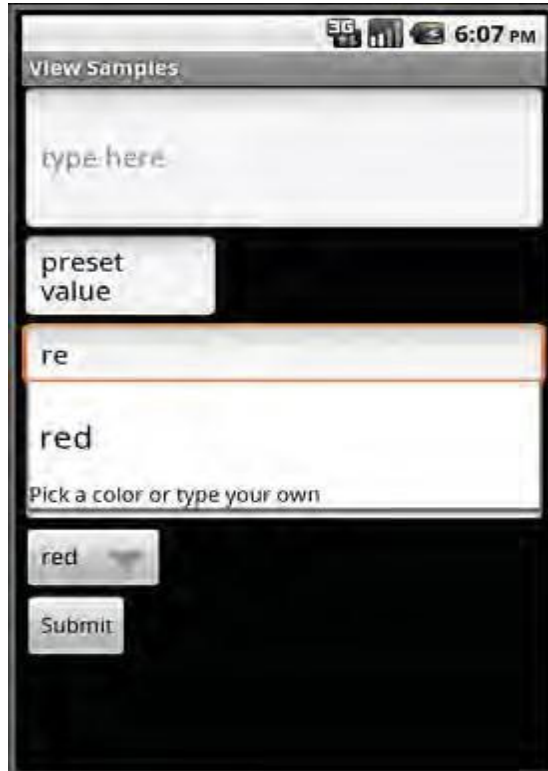 3G
6:07 PM
View Samples
type here
preset
value
re
red
Pick a color or type your own
red
Submit